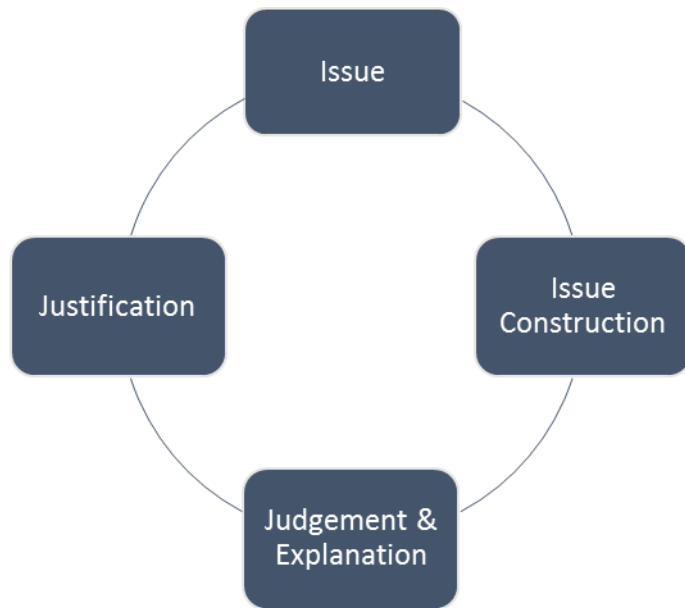 Issue
Issue
Construction
Judgement &
Explanation
Justification